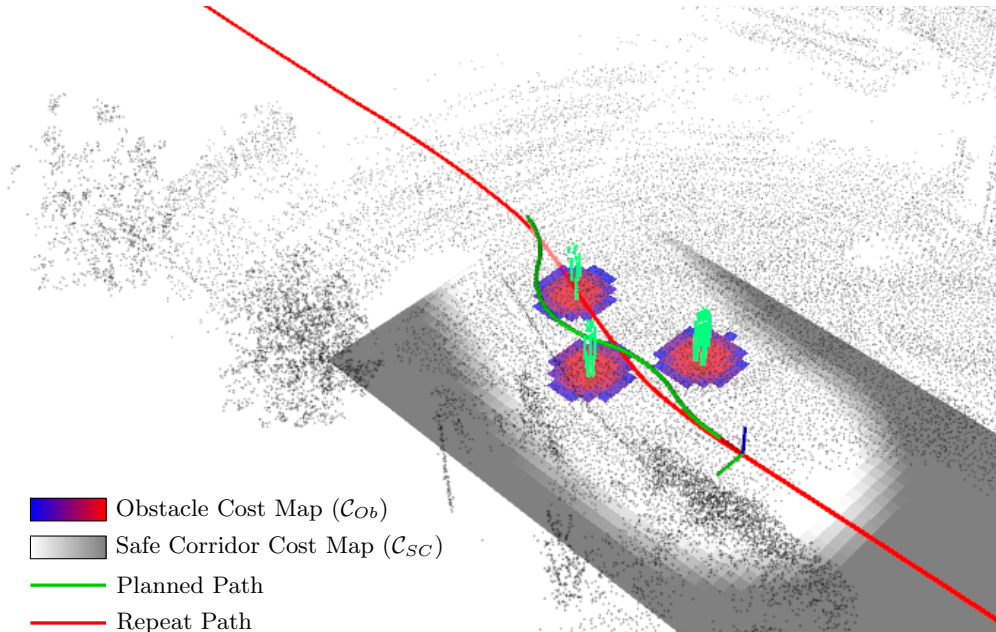 Obstacle Cost Map (𝒞_Ob)
Safe Corridor Cost Map (𝒞_SC)
Planned Path
Repeat Path